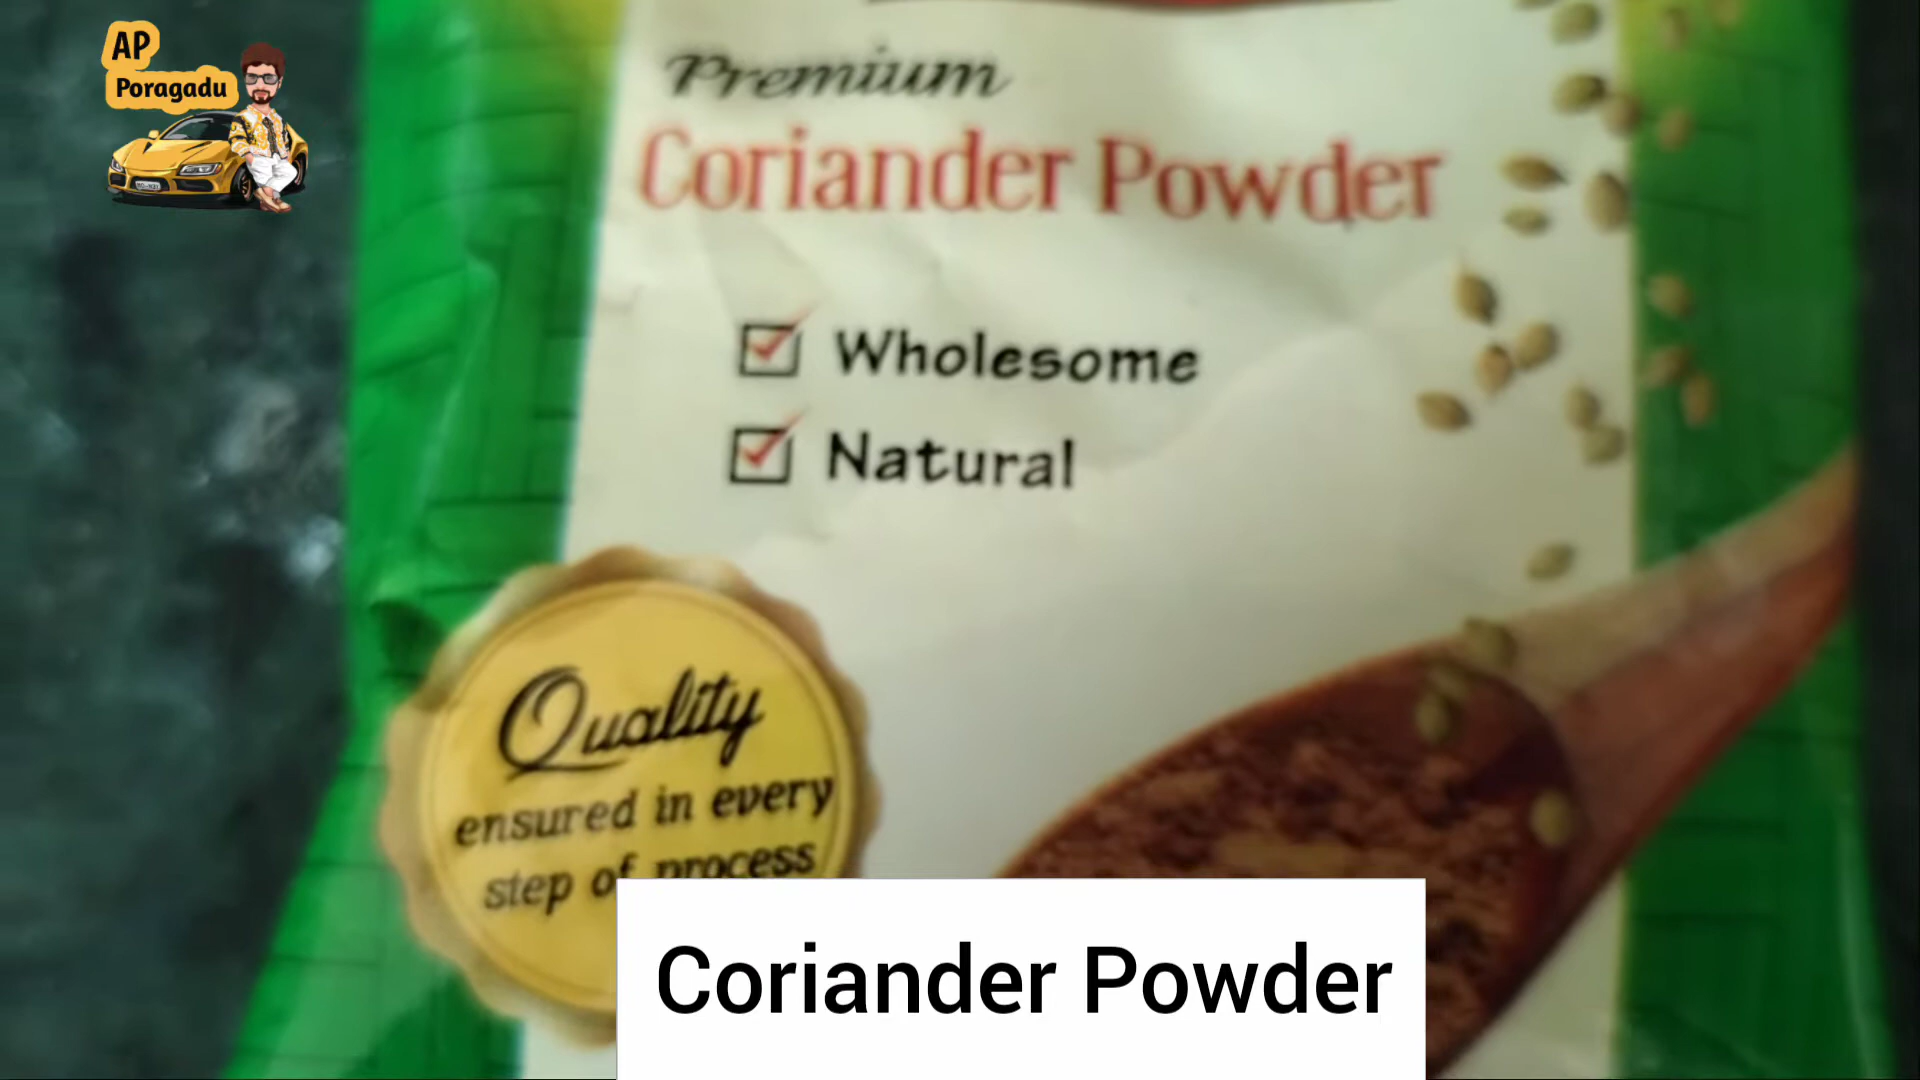 AP
Poragadu
Premium
Coriander Powder
Wholesome
Natural
Quality
ensured in every
step of process
Coriander Powder